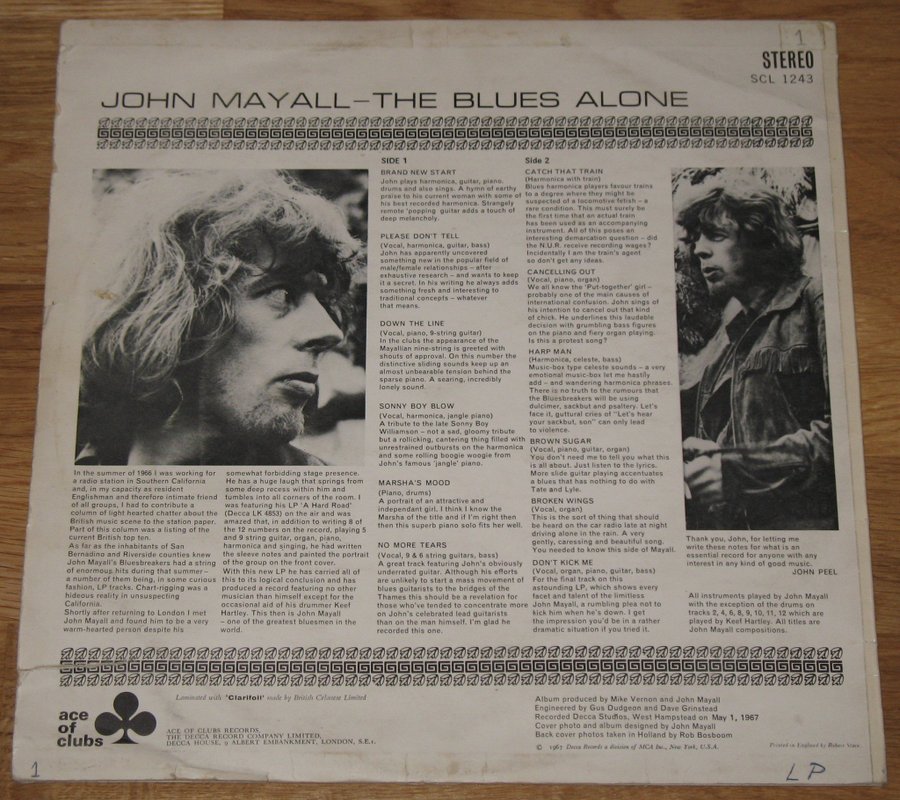 1
STEREO
SCL 1243
JOHN MAYALL–THE BLUES ALONE
SIDE 1
BRAND NEW START
John plays harmonica, guitar, piano,
drums and also sings. A hymn of earthy
praise to his current woman with some of
his best recorded harmonica. Strangely
remote 'popping' guitar adds a touch of
deep melancholy.
PLEASE DON'T TELL
(Vocal, harmonica, guitar, bass)
John has apparently uncovered
something new in the popular field of
male/female relationships – after
exhaustive research – and wants to keep
it a secret. In his writing he always adds
something fresh and interesting to
traditional concepts – whatever
that means.
DOWN THE LINE
(Vocal, piano, 9-string guitar)
In the clubs the appearance of the
Mayallian nine-string is greeted with
shouts of approval. On this number the
distinctive sliding sounds keep up an
almost unbearable tension behind the
sparse piano. A searing, incredibly
lonely sound.
SONNY BOY BLOW
(Vocal, harmonica, jangle piano)
A tribute to the late Sonny Boy
Williamson – not a sad, gloomy tribute
but a rollicking, cantering thing filled with
unrestrained outbursts on the harmonica
and some rolling boogie woogie from
John's famous 'jangle' piano.
MARSHA'S MOOD
(Piano, drums)
A portrait of an attractive and
independant girl. I think I know the
Marsha of the title and if I'm right then
then this superb piano solo fits her well.
NO MORE TEARS
(Vocal, 9 & 6 string guitars, bass)
A great track featuring John's obviously
underrated guitar. Although his efforts
are unlikely to start a mass movement of
blues guitarists to the bridges of the
Thames this should be a revelation for
those who've tended to concentrate more
on John's celebrated lead guitarists
than on the man himself. I'm glad he
recorded this one.
Side 2
CATCH THAT TRAIN
(Harmonica with train)
Blues harmonica players favour trains
to a degree where they might be
suspected of a locomotive fetish – a
rare condition. This must surely be
the first time that an actual train
has been used as an accompanying
instrument. All of this poses an
interesting demarcation question – did
the N.U.R. receive recording wages?
Incidentally I am the train's agent
so don't get any ideas.
CANCELLING OUT
(Vocal, piano, organ)
We all know the 'Put-together' girl –
probably one of the main causes of
international confusion. John sings of
his intention to cancel out that kind
of chick. He underlines this laudable
decision with grumbling bass figures
on the piano and fiery organ playing.
Is this a protest song?
HARP MAN
(Harmonica, celeste, bass)
Music-box type celeste sounds – a very
emotional music-box let me hastily
add – and wandering harmonica phrases.
There is no truth to the rumours that
the Bluesbreakers will be using
dulcimer, sackbut and psaltery. Let's
face it, guttural cries of "Let's hear
your sackbut, son" can only lead
to violence.
BROWN SUGAR
(Vocal, piano, guitar, organ)
You don't need me to tell you what this
is all about. Just listen to the lyrics.
More slide guitar playing accentuates
a blues that has nothing to do with
Tate and Lyle.
BROKEN WINGS
(Vocal, organ)
This is the sort of thing that should
be heard on the car radio late at night
driving alone in the rain. A very
gently, caressing and beautiful song.
You needed to know this side of Mayall.
DON'T KICK ME
(Vocal, organ, piano, guitar, bass)
For the final track on this
astounding LP, which shows every
facet and talent of the limitless
John Mayall, a rumbling plea not to
kick him when he's down. I get
the impression you'd be in a rather
dramatic situation if you tried it.
In the summer of 1966 I was working for
a radio station in Southern California
and, in my capacity as resident
Englishman and therefore intimate friend
of all groups, I had to contribute a
column of light hearted chatter about the
British music scene to the station paper.
Part of this column was a listing of the
current British top ten.
As far as the inhabitants of San
Bernadino and Riverside counties knew
John Mayall's Bluesbreakers had a string
of enormous hits during that summer –
a number of them being, in some curious
fashion, LP tracks. Chart-rigging was a
hideous reality in unsuspecting
California.
Shortly after returning to London I met
John Mayall and found him to be a very
warm-hearted person despite his
somewhat forbidding stage presence.
He has a huge laugh that springs from
some deep recess within him and
tumbles into all corners of the room. I
was featuring his LP 'A Hard Road'
(Decca LK 4853) on the air and was
amazed that, in addition to writing 8 of
the 12 numbers on the record, playing 5
and 9 string guitar, organ, piano,
harmonica and singing, he had written
the sleeve notes and painted the portrait
of the group on the front cover.
With this new LP he has carried all of
this to its logical conclusion and has
produced a record featuring no other
musician than himself except for the
occasional aid of his drummer Keef
Hartley. This then is John Mayall
– one of the greatest bluesmen in the
world.
Thank you, John, for letting me
write these notes for what is an
essential record for anyone with any
interest in any kind of good music.
JOHN PEEL
All instruments played by John Mayall
with the exception of the drums on
tracks 2, 4, 6, 8, 9, 10, 11, 12 which are
played by Keef Hartley. All titles are
John Mayall compositions.
ace
of
clubs
Laminated with 'Clarifoil' made by British Celanese Limited
ACE OF CLUBS RECORDS,
THE DECCA RECORD COMPANY LIMITED,
DECCA HOUSE, 9 ALBERT EMBANKMENT, LONDON, S.E.1.
Album produced by Mike Vernon and John Mayall
Engineered by Gus Dudgeon and Dave Grinstead
Recorded Decca Studios, West Hampstead on May 1, 1967
Cover photo and album designed by John Mayall
Back cover photos taken in Holland by Rob Bosboom
© 1967 Decca Records a division of MCA Inc., New York, U.S.A.
Printed in England by Robert Stace
1
LP